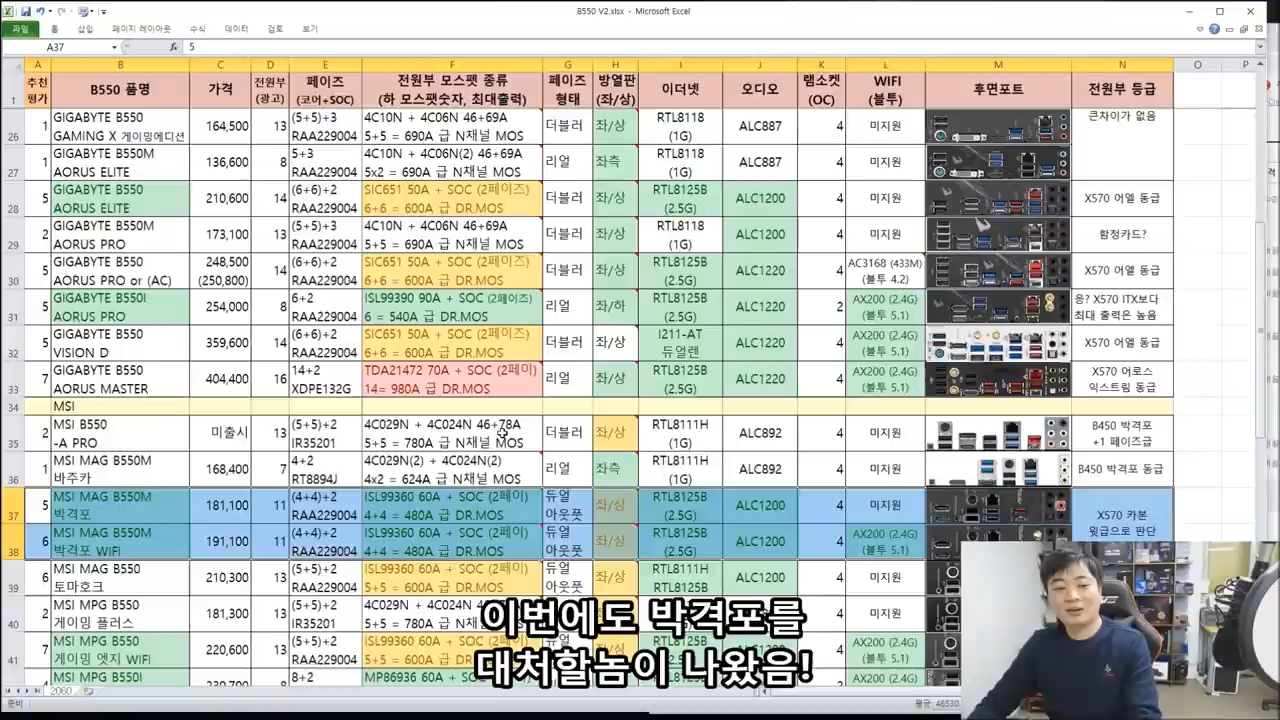 B550 V2.xlsx - Microsoft Excel
파일 홈 삽입 페이지 레이아웃 수식 데이터 검토 보기
A37 fx 5
A B C D E F G H I J K L M N O P
1 추천 평가 B550 품명 가격 전원부 (광고) 페이즈 (코어+SOC) 전원부 모스펫 종류 (하 모스펫숫자, 최대출력) 페이즈 형태 방열판 (좌/상) 이더넷 오디오 램소켓 (OC) WIFI (블투) 후면포트 전원부 등급
26 1 GIGABYTE B550 GAMING X 게이밍에디션 164,500 13 (5+5)+3 RAA229004 4C10N + 4C06N 46+69A 5+5 = 690A 급 N채널 MOS 더블러 좌/상 RTL8118 (1G) ALC887 4 미지원 큰차이가 없음
27 1 GIGABYTE B550M AORUS ELITE 136,600 8 5+3 RAA229004 4C10N + 4C06N(2) 46+69A 5x2 = 690A 급 N채널 MOS 리얼 좌측 RTL8118 (1G) ALC887 4 미지원
28 5 GIGABYTE B550 AORUS ELITE 210,600 14 (6+6)+2 RAA229004 SIC651 50A + SOC (2페이즈) 6+6 = 600A 급 DR.MOS 더블러 좌/상 RTL8125B (2.5G) ALC1200 4 미지원 X570 어엘 동급
29 2 GIGABYTE B550M AORUS PRO 173,100 13 (5+5)+2 RAA229004 4C10N + 4C06N 46+69A 5+5 = 690A 급 N채널 MOS 더블러 좌/상 RTL8118 (1G) ALC1200 4 미지원 함정카드?
30 5 GIGABYTE B550 AORUS PRO or (AC) 248,500 (250,800) 14 (6+6)+2 RAA229004 SIC651 50A + SOC (2페이즈) 6+6 = 600A 급 DR.MOS 더블러 좌/상 RTL8125B (2.5G) ALC1220 4 AC3168 (433M) (블투 4.2) X570 어엘 동급
31 5 GIGABYTE B550I AORUS PRO 254,000 8 6+2 RAA229004 ISL99390 90A + SOC (2페이즈) 6 = 540A 급 DR.MOS 리얼 좌/하 RTL8125B (2.5G) ALC1220 2 AX200 (2.4G) (블투 5.1) 응? X570 ITX보다 최대 출력은 높음
32 5 GIGABYTE B550 VISION D 359,600 14 (6+6)+2 RAA229004 SIC651 50A + SOC (2페이즈) 6+6 = 600A 급 DR.MOS 더블러 좌/상 I211-AT 듀얼렌 ALC1220 4 AX200 (2.4G) (블투 5.1) X570 어엘 동급
33 7 GIGABYTE B550 AORUS MASTER 404,400 16 14+2 XDPE132G TDA21472 70A + SOC (2페이) 14= 980A 급 DR.MOS 리얼 좌/상 RTL8125B (2.5G) ALC1220 4 AX200 (2.4G) (블투 5.1) X570 어로스 익스트림 동급
34 MSI
35 2 MSI B550 -A PRO 미출시 13 (5+5)+2 IR35201 4C029N + 4C024N 46+78A 5+5 = 780A 급 N채널 MOS 더블러 좌/상 RTL8111H (1G) ALC892 4 미지원 B450 박격포 +1 페이즈급
36 1 MSI MAG B550M 바주카 168,400 7 4+2 RT8894J 4C029N(2) + 4C024N(2) 4x2 = 624A 급 N채널 MOS 리얼 좌측 RTL8111H (1G) ALC892 4 미지원 B450 박격포 동급
37 5 MSI MAG B550M 박격포 181,100 11 (4+4)+2 RAA229004 ISL99360 60A + SOC (2페이) 4+4 = 480A 급 DR.MOS 듀얼 아웃풋 좌/상 RTL8125B (2.5G) ALC1200 4 미지원 X570 카본 윗급으로 판단
38 6 MSI MAG B550M 박격포 WIFI 191,100 11 (4+4)+2 RAA229004 ISL99360 60A + SOC (2페이) 4+4 = 480A 급 DR.MOS 듀얼 아웃풋 좌/상 RTL8125B (2.5G) ALC1200 4 AX200 (2.4G) (블투 5.1)
39 6 MSI MAG B550 토마호크 210,300 13 (5+5)+2 RAA229004 ISL99360 60A + SOC (2페이) 5+5 = 600A 급 DR.MOS 듀얼 아웃풋 좌/상 RTL8111H RTL8125B ALC1200 4 미지원
40 2 MSI MPG B550 게이밍 플러스 181,300 13 (5+5)+2 IR35201 4C029N + 4C024N 5+5 = 780A 급 ALC892 4 미지원
41 7 MSI MPG B550 게이밍 엣지 WIFI 220,600 13 (5+5)+2 RAA229004 ISL99360 60A 5+5 = 600A 급 4 AX200 (2.4G) (블투 5.1)
MSI MPG B550I 8+2 MP86936 60A AX200 (2.4G)
이번에도 박격포를
대처할놈이 나왔음!
2060
준비 평균: 46530